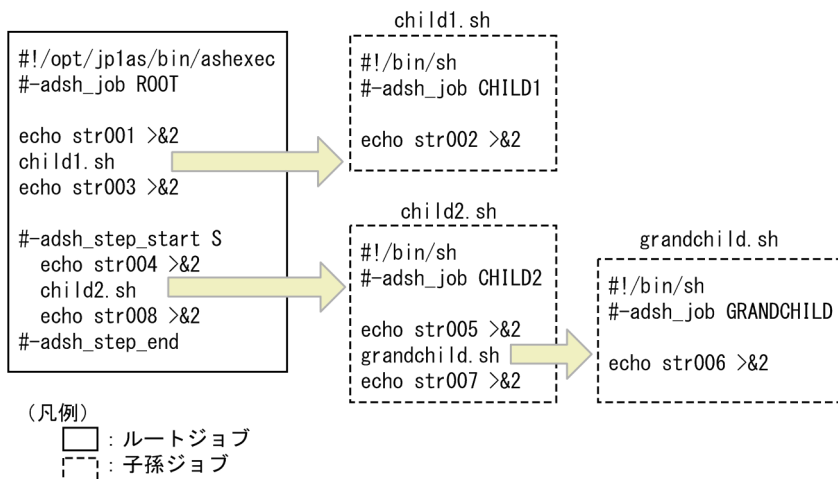 #!/opt/jp1as/bin/ashexec
#-adsh_job ROOT
echo str001 >&2
child1.sh
echo str003 >&2
#-adsh_step_start S
echo str004 >&2
child2.sh
echo str008 >&2
#-adsh_step_end
child1.sh
#!/bin/sh
#-adsh_job CHILD1
echo str002 >&2
child2.sh
#!/bin/sh
#-adsh_job CHILD2
echo str005 >&2
grandchild.sh
echo str007 >&2
grandchild.sh
#!/bin/sh
#-adsh_job GRANDCHILD
echo str006 >&2
（凡例）
：ルートジョブ
：子孫ジョブ